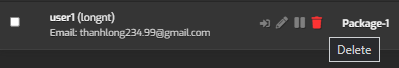 user1 (longnt)
Email: thanhlong234.99@gmail.com
Package-1
Delete